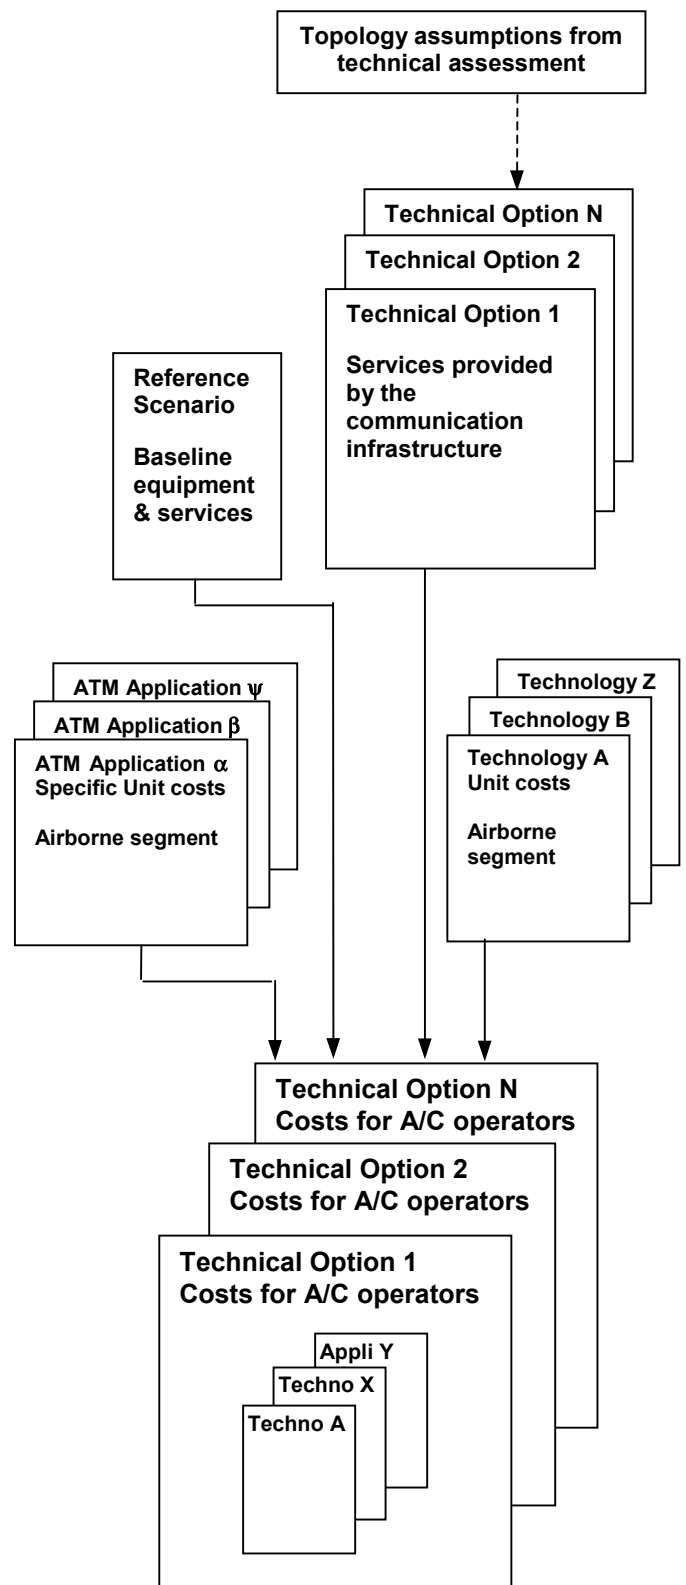 Topology assumptions from
technical assessment
Technical Option N
Technical Option 2
Technical Option 1
Services provided
by the
communication
infrastructure
Reference
Scenario
Baseline
equipment
& services
ATM Application ψ
ATM Application β
ATM Application α
Specific Unit costs
Airborne segment
Technology Z
Technology B
Technology A
Unit costs
Airborne
segment
Technical Option N
Costs for A/C operators
Technical Option 2
Costs for A/C operators
Technical Option 1
Costs for A/C operators
Appli Y
Techno X
Techno A